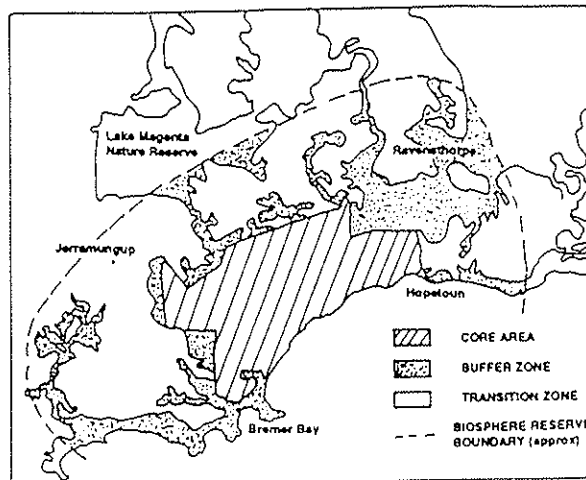 Lake Magenta
Nature Reserve
Ravensthorpe
Jerramungup
Hopetoun
Bremer Bay
CORE AREA
BUFFER ZONE
TRANSITION ZONE
BIOSPHERE RESERVE
BOUNDARY (approx)